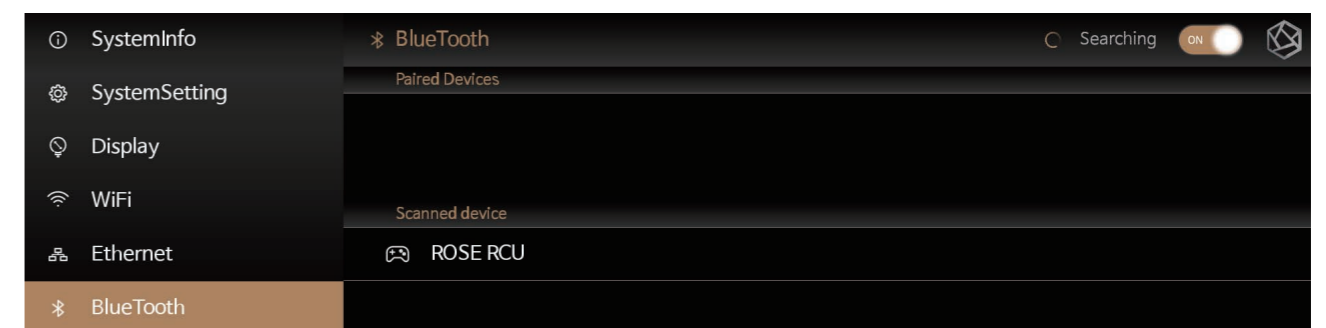 SystemInfo
SystemSetting
Display
WiFi
Ethernet
BlueTooth
BlueTooth
Searching
ON
Paired Devices
Scanned device
ROSE RCU